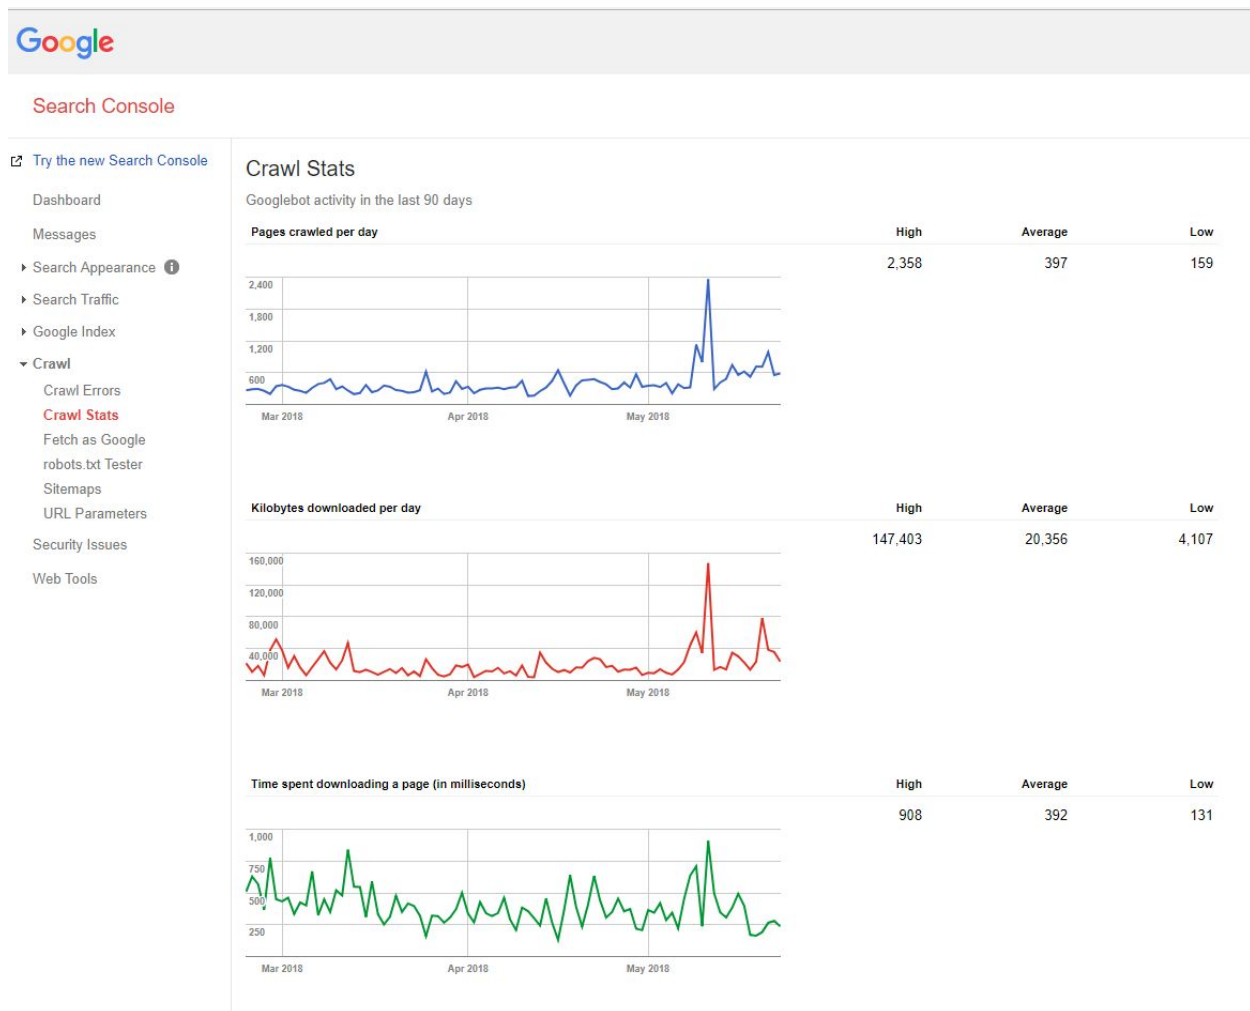 Google
Search Console
Try the new Search Console
Dashboard
Messages
Search Appearance
Search Traffic
Google Index
Crawl
Crawl Errors
Crawl Stats
Fetch as Google
robots.txt Tester
Sitemaps
URL Parameters
Security Issues
Web Tools
Crawl Stats
Googlebot activity in the last 90 days
Pages crawled per day High Average Low
2,358 397 159
2,400
1,800
1,200
600
Mar 2018 Apr 2018 May 2018
Kilobytes downloaded per day High Average Low
147,403 20,356 4,107
160,000
120,000
80,000
40,000
Mar 2018 Apr 2018 May 2018
Time spent downloading a page (in milliseconds) High Average Low
908 392 131
1,000
750
500
250
Mar 2018 Apr 2018 May 2018